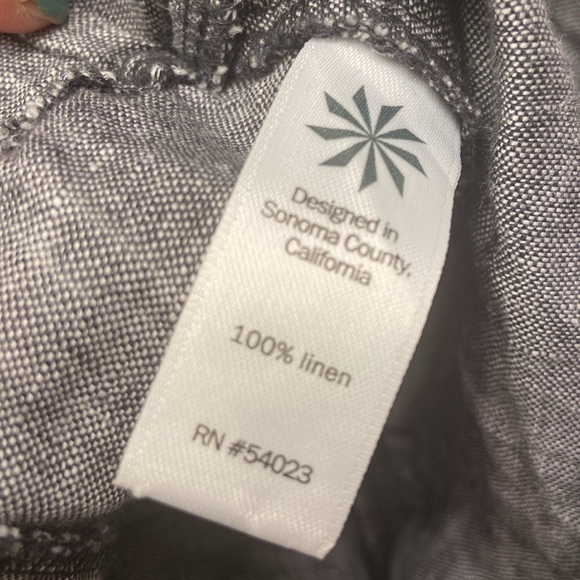 Designed in
Sonoma County,
California
100% linen
RN #54023